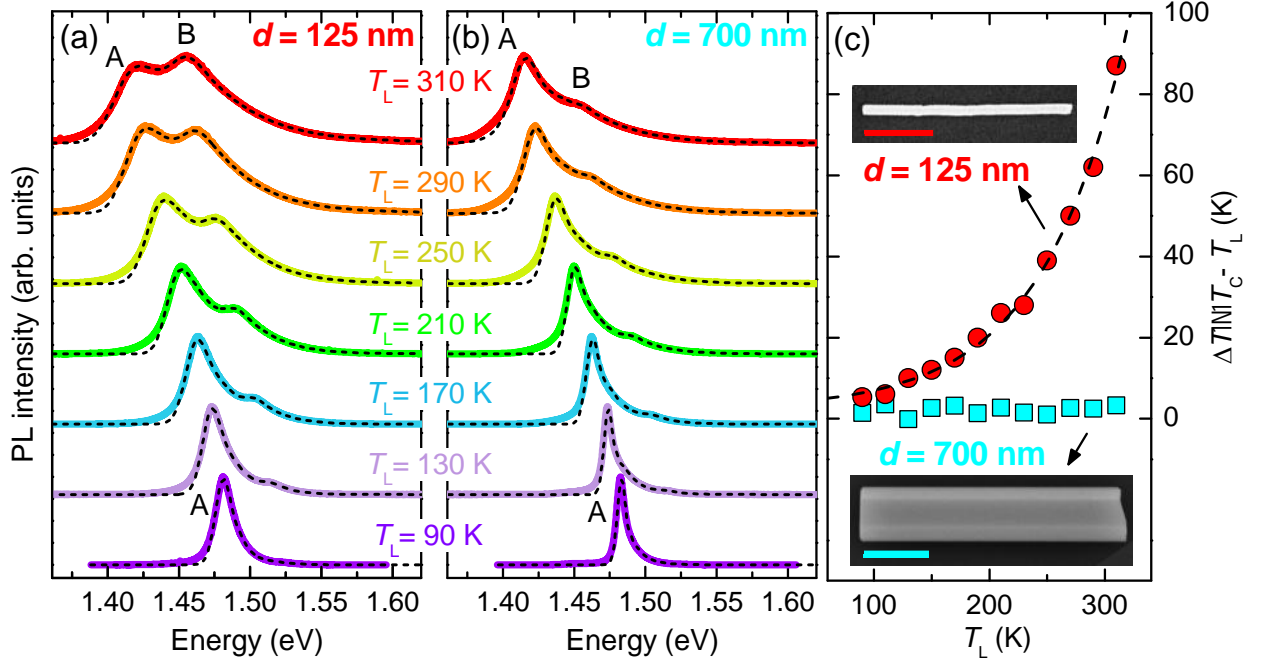 (a)
B
d = 125 nm
A
T_L= 310 K
T_L= 290 K
T_L= 250 K
T_L= 210 K
T_L= 170 K
T_L= 130 K
A
T_L= 90 K
PL intensity (arb. units)
1.40 1.45 1.50 1.55 1.60
Energy (eV)
(b)
A
d = 700 nm
B
A
1.40 1.45 1.50 1.55 1.60
Energy (eV)
(c)
d = 125 nm
d = 700 nm
100
80
60
40
20
0
ΔT|N|T_C- T_L (K)
100 200 300
T_L (K)